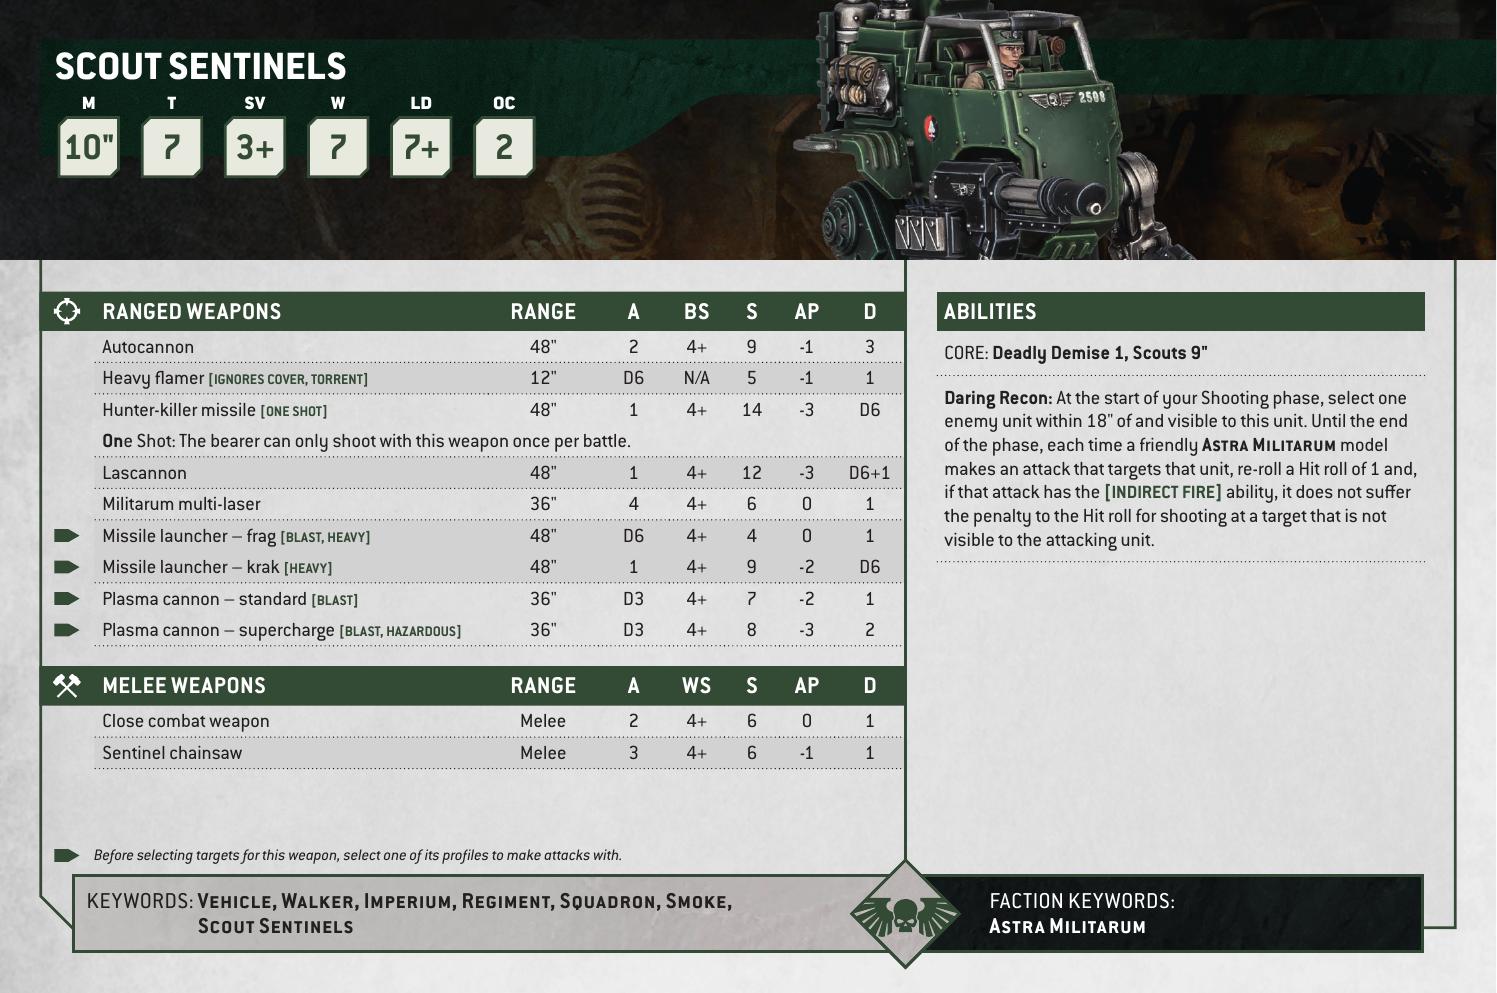 SCOUT SENTINELS
M T SV W LD OC
10" 7 3+ 7 7+ 2
2508
RANGED WEAPONS RANGE A BS S AP D
Autocannon 48" 2 4+ 9 -1 3
Heavy flamer [IGNORES COVER, TORRENT] 12" D6 N/A 5 -1 1
Hunter-killer missile [ONE SHOT] 48" 1 4+ 14 -3 D6
One Shot: The bearer can only shoot with this weapon once per battle.
Lascannon 48" 1 4+ 12 -3 D6+1
Militarum multi-laser 36" 4 4+ 6 0 1
Missile launcher – frag [BLAST, HEAVY] 48" D6 4+ 4 0 1
Missile launcher – krak [HEAVY] 48" 1 4+ 9 -2 D6
Plasma cannon – standard [BLAST] 36" D3 4+ 7 -2 1
Plasma cannon – supercharge [BLAST, HAZARDOUS] 36" D3 4+ 8 -3 2
MELEE WEAPONS RANGE A WS S AP D
Close combat weapon Melee 2 4+ 6 0 1
Sentinel chainsaw Melee 3 4+ 6 -1 1
Before selecting targets for this weapon, select one of its profiles to make attacks with.
ABILITIES
CORE: Deadly Demise 1, Scouts 9"
Daring Recon: At the start of your Shooting phase, select one
enemy unit within 18" of and visible to this unit. Until the end
of the phase, each time a friendly ASTRA MILITARUM model
makes an attack that targets that unit, re-roll a Hit roll of 1 and,
if that attack has the [INDIRECT FIRE] ability, it does not suffer
the penalty to the Hit roll for shooting at a target that is not
visible to the attacking unit.
KEYWORDS: VEHICLE, WALKER, IMPERIUM, REGIMENT, SQUADRON, SMOKE,
SCOUT SENTINELS
FACTION KEYWORDS:
ASTRA MILITARUM